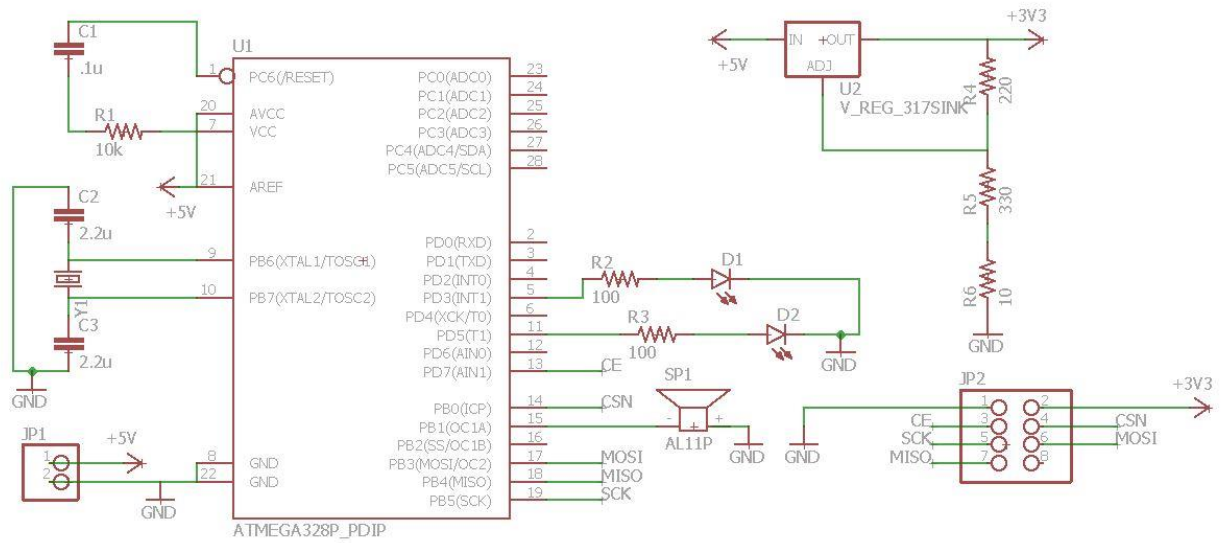 C1
.1u
R1
10k
+5V
C2
2.2u
Y1
C3
2.2u
GND
JP1
1
2
+5V
GND
U1
1 PC6(/RESET)
20 AVCC
7 VCC
21 AREF
9 PB6(XTAL1/TOSC1)
10 PB7(XTAL2/TOSC2)
8 GND
22 GND
PC0(ADC0) 23
PC1(ADC1) 24
PC2(ADC2) 25
PC3(ADC3) 26
PC4(ADC4/SDA) 27
PC5(ADC5/SCL) 28
PD0(RXD) 2
PD1(TXD) 3
PD2(INT0) 4
PD3(INT1) 5
PD4(XCK/T0) 6
PD5(T1) 11
PD6(AIN0) 12
PD7(AIN1) 13 CE
PB0(ICP) 14 CSN
PB1(OC1A) 15
PB2(SS/OC1B) 16
PB3(MOSI/OC2) 17 MOSI
PB4(MISO) 18 MISO
PB5(SCK) 19 SCK
ATMEGA328P_PDIP
R2
100
D1
R3
100
D2
GND
SP1
- +
AL11P
GND
+5V
IN +OUT
ADJ
U2
V_REG_317SINK
+3V3
R4
220
R5
330
R6
10
GND
JP2
+3V3
1 2
CE 3 4 CSN
SCK 5 6 MOSI
MISO 7 8
GND